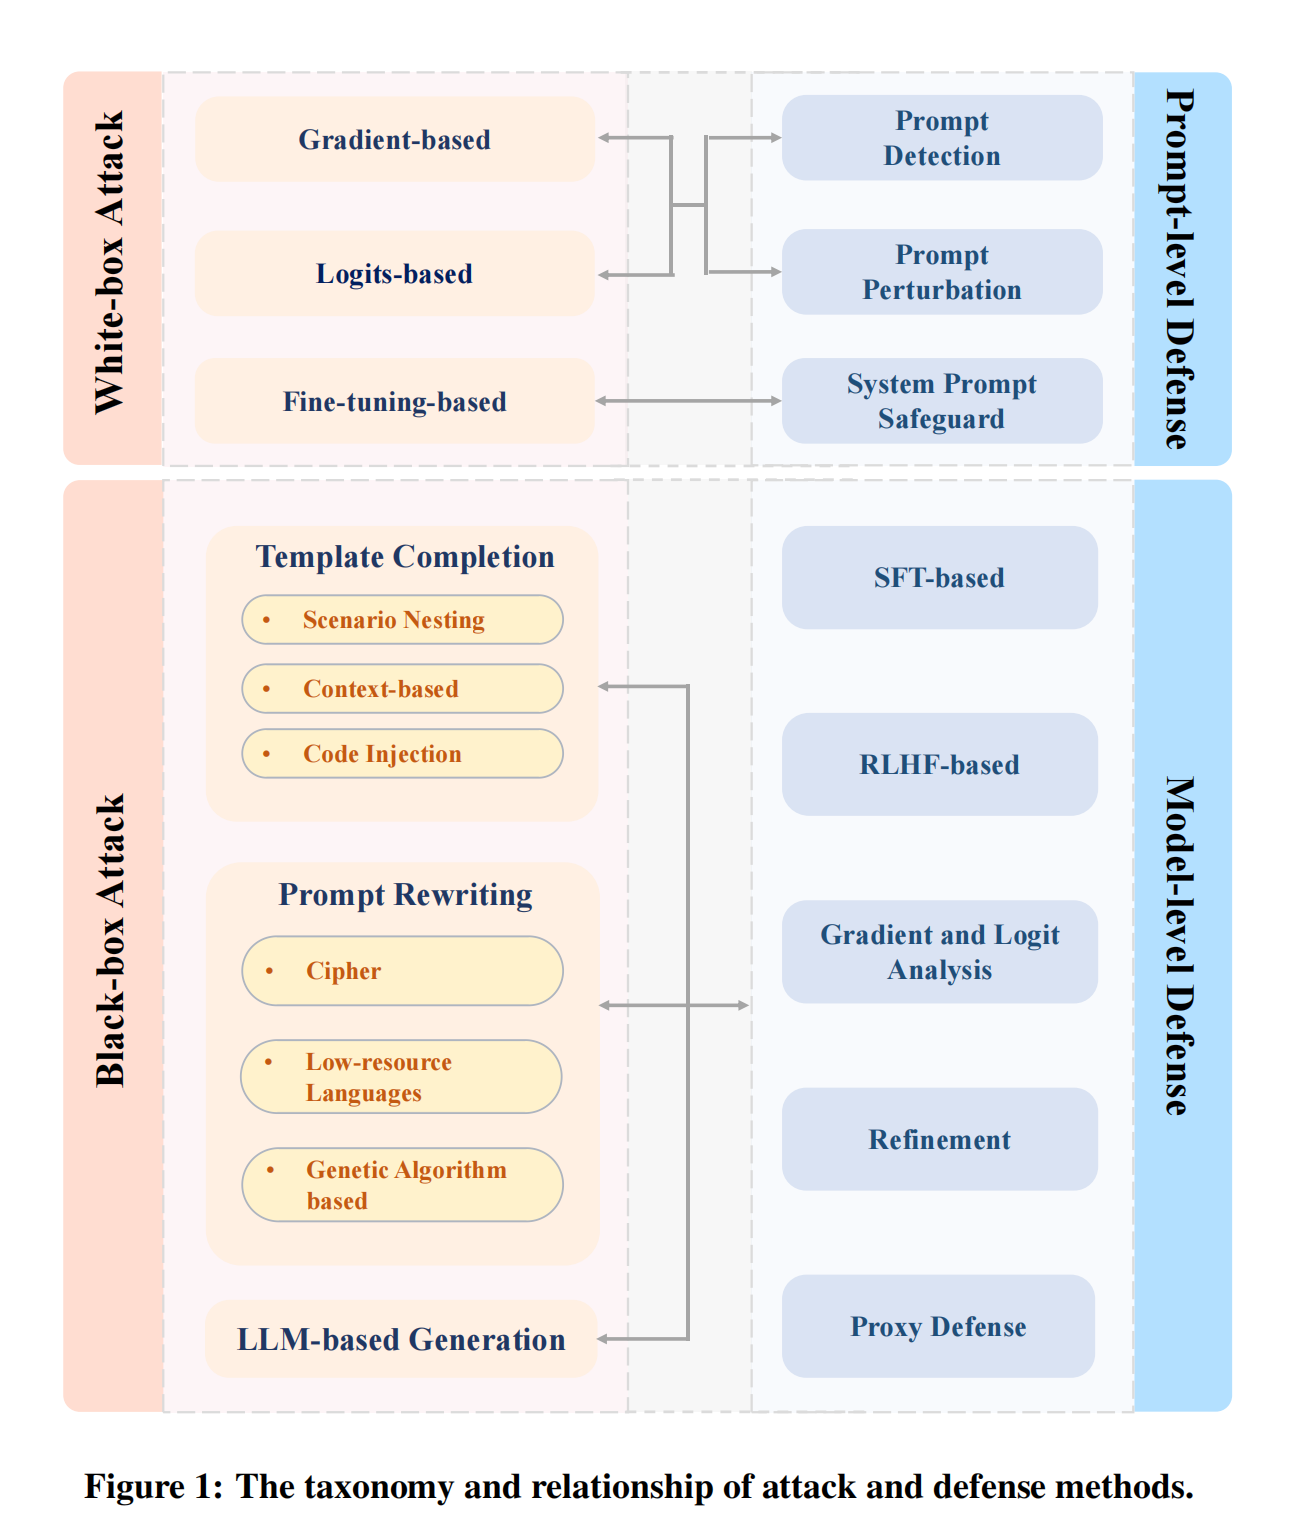 White-box Attack
Gradient-based
Logits-based
Fine-tuning-based
Prompt
Detection
Prompt
Perturbation
System Prompt
Safeguard
Prompt-level Defense
Black-box Attack
Template Completion
• Scenario Nesting
• Context-based
• Code Injection
Prompt Rewriting
• Cipher
• Low-resource
Languages
• Genetic Algorithm
based
LLM-based Generation
SFT-based
RLHF-based
Gradient and Logit
Analysis
Refinement
Proxy Defense
Model-level Defense
Figure 1: The taxonomy and relationship of attack and defense methods.